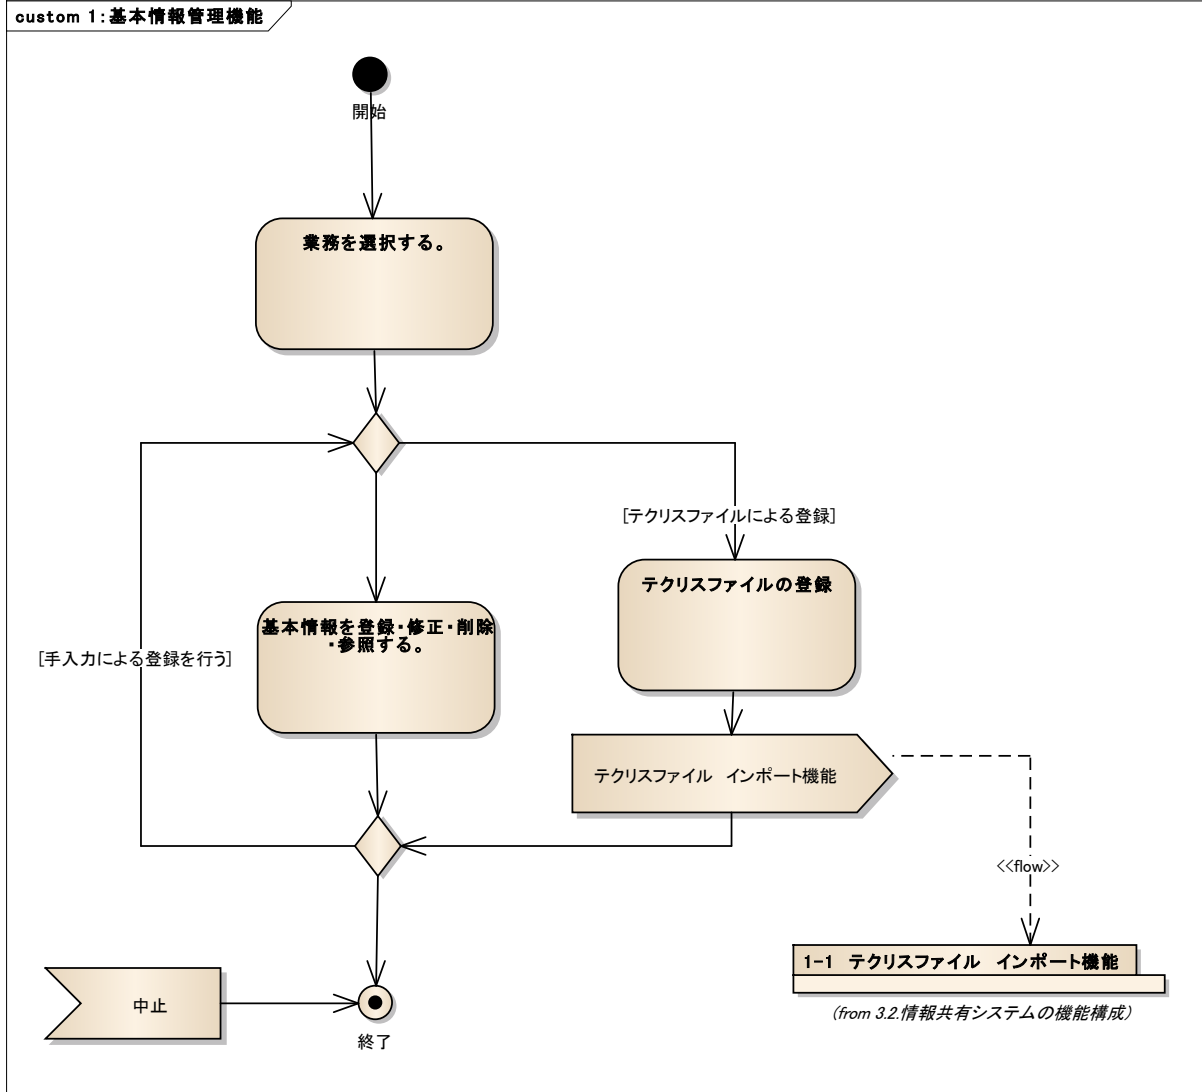 custom 1:基本情報管理機能
開始
業務を選択する。
[テクリスファイルによる登録]
テクリスファイルの登録
基本情報を登録・修正・削除
・参照する。
[手入力による登録を行う]
テクリスファイル　インポート機能
<<flow>>
1-1　テクリスファイル　インポート機能
(from 3.2.情報共有システムの機能構成)
中止
終了